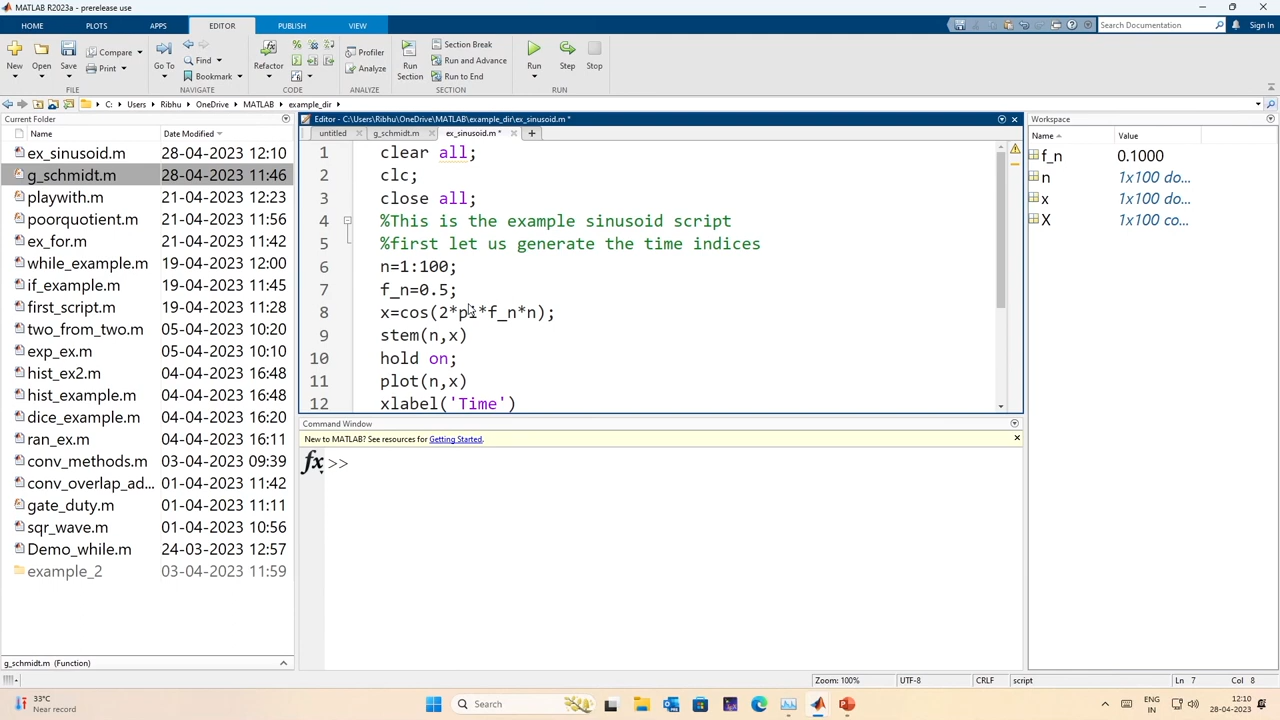 MATLAB R2023a - prerelease use
HOME PLOTS APPS EDITOR PUBLISH VIEW Search Documentation Sign In
New Open Save Compare Print Go To Find Bookmark Refactor Profiler Analyze Run Section Section Break Run and Advance Run to End Run Step Stop
FILE NAVIGATE CODE ANALYZE SECTION RUN
C: Users Ribhu OneDrive MATLAB example_dir
Current Folder
Name Date Modified
ex_sinusoid.m 28-04-2023 12:10
g_schmidt.m 28-04-2023 11:46
playwith.m 21-04-2023 12:23
poorquotient.m 21-04-2023 11:56
ex_for.m 21-04-2023 11:42
while_example.m 19-04-2023 12:00
if_example.m 19-04-2023 11:45
first_script.m 19-04-2023 11:28
two_from_two.m 05-04-2023 10:20
exp_ex.m 05-04-2023 10:10
hist_ex2.m 04-04-2023 16:48
hist_example.m 04-04-2023 16:48
dice_example.m 04-04-2023 16:20
ran_ex.m 04-04-2023 16:11
conv_methods.m 03-04-2023 09:39
conv_overlap_ad... 01-04-2023 11:42
gate_duty.m 01-04-2023 11:11
sqr_wave.m 01-04-2023 10:56
Demo_while.m 24-03-2023 12:57
example_2 03-04-2023 11:59
g_schmidt.m (Function)
Editor - C:\Users\Ribhu\OneDrive\MATLAB\example_dir\ex_sinusoid.m *
untitled g_schmidt.m ex_sinusoid.m *
1 clear all;
2 clc;
3 close all;
4 %This is the example sinusoid script
5 %first let us generate the time indices
6 n=1:100;
7 f_n=0.5;
8 x=cos(2*pi*f_n*n);
9 stem(n,x)
10 hold on;
11 plot(n,x)
12 xlabel('Time')
Command Window
New to MATLAB? See resources for Getting Started.
fx >>
Workspace
Name Value
f_n 0.1000
n 1x100 do...
x 1x100 do...
X 1x100 co...
Zoom: 100% UTF-8 CRLF script Ln 7 Col 8
33°C
Near record
Search
ENG
IN
12:10
28-04-2023